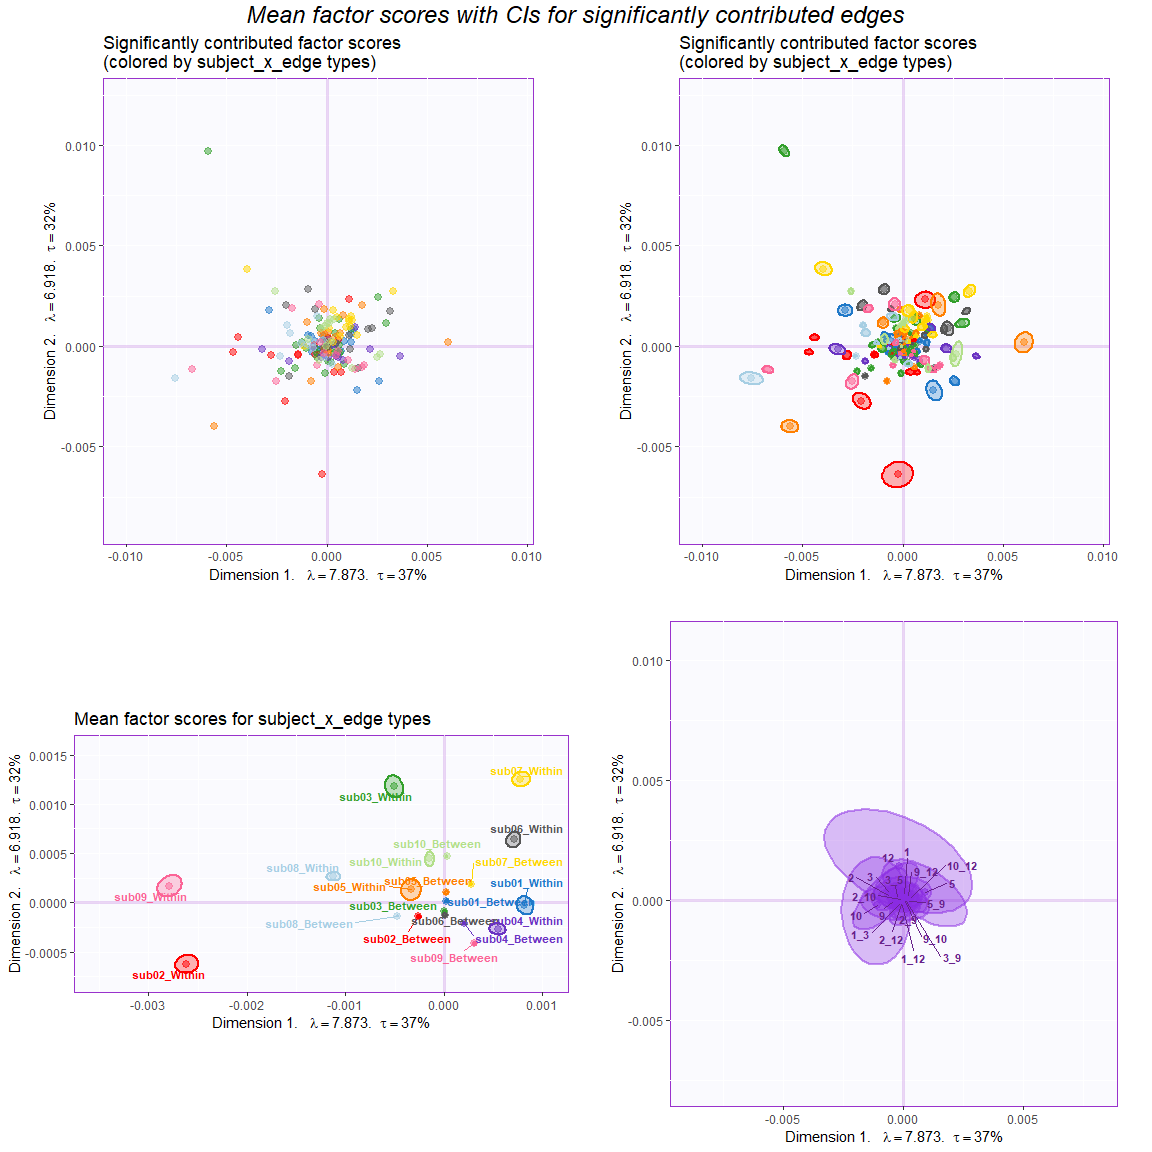 Mean factor scores with CIs for significantly contributed edges
Significantly contributed factor scores
(colored by subject_x_edge types)
Dimension 2. λ = 6.918. τ = 32%
0.010
0.005
0.000
-0.005
-0.010
-0.005
0.000
0.005
0.010
Dimension 1. λ = 7.873. τ = 37%
Significantly contributed factor scores
(colored by subject_x_edge types)
Dimension 2. λ = 6.918. τ = 32%
0.010
0.005
0.000
-0.005
-0.010
-0.005
0.000
0.005
0.010
Dimension 1. λ = 7.873. τ = 37%
Mean factor scores for subject_x_edge types
Dimension 2. λ = 6.918. τ = 32%
0.0015
0.0010
0.0005
0.0000
-0.0005
sub07_Within
sub03_Within
sub06_Within
sub10_Between
sub10_Within
sub07_Between
sub08_Within
sub05_Between
sub05_Within
sub01_Within
sub09_Within
sub01_Between
sub03_Between
sub06_Between
sub04_Within
sub08_Between
sub02_Between
sub04_Between
sub09_Between
sub02_Within
-0.003
-0.002
-0.001
0.000
0.001
Dimension 1. λ = 7.873. τ = 37%
Dimension 2. λ = 6.918. τ = 32%
0.010
0.005
0.000
-0.005
1
12
10_12
9_12
2
3
3
5
5
2_10
5_9
10
9
1_3
2_12
9_10
1_12
3_9
-0.005
0.000
0.005
Dimension 1. λ = 7.873. τ = 37%